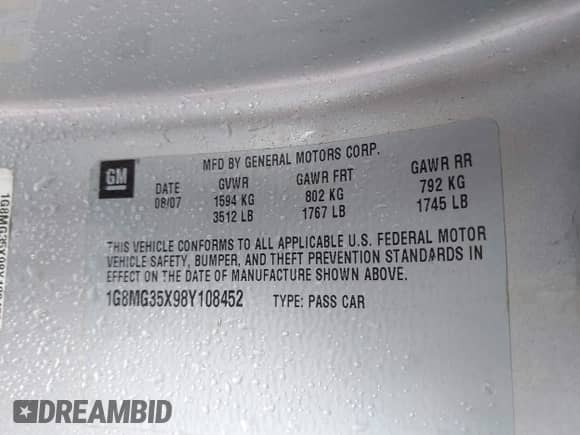 GM
MFD BY GENERAL MOTORS CORP.
DATE GVWR GAWR FRT GAWR RR
08/07 1594 KG 802 KG 792 KG
3512 LB 1767 LB 1745 LB
THIS VEHICLE CONFORMS TO ALL APPLICABLE U.S. FEDERAL MOTOR
VEHICLE SAFETY, BUMPER, AND THEFT PREVENTION STANDARDS IN
EFFECT ON THE DATE OF MANUFACTURE SHOWN ABOVE.
1G8MG35X98Y108452 TYPE: PASS CAR
1G8MG35X98Y1084
#DREAMBID